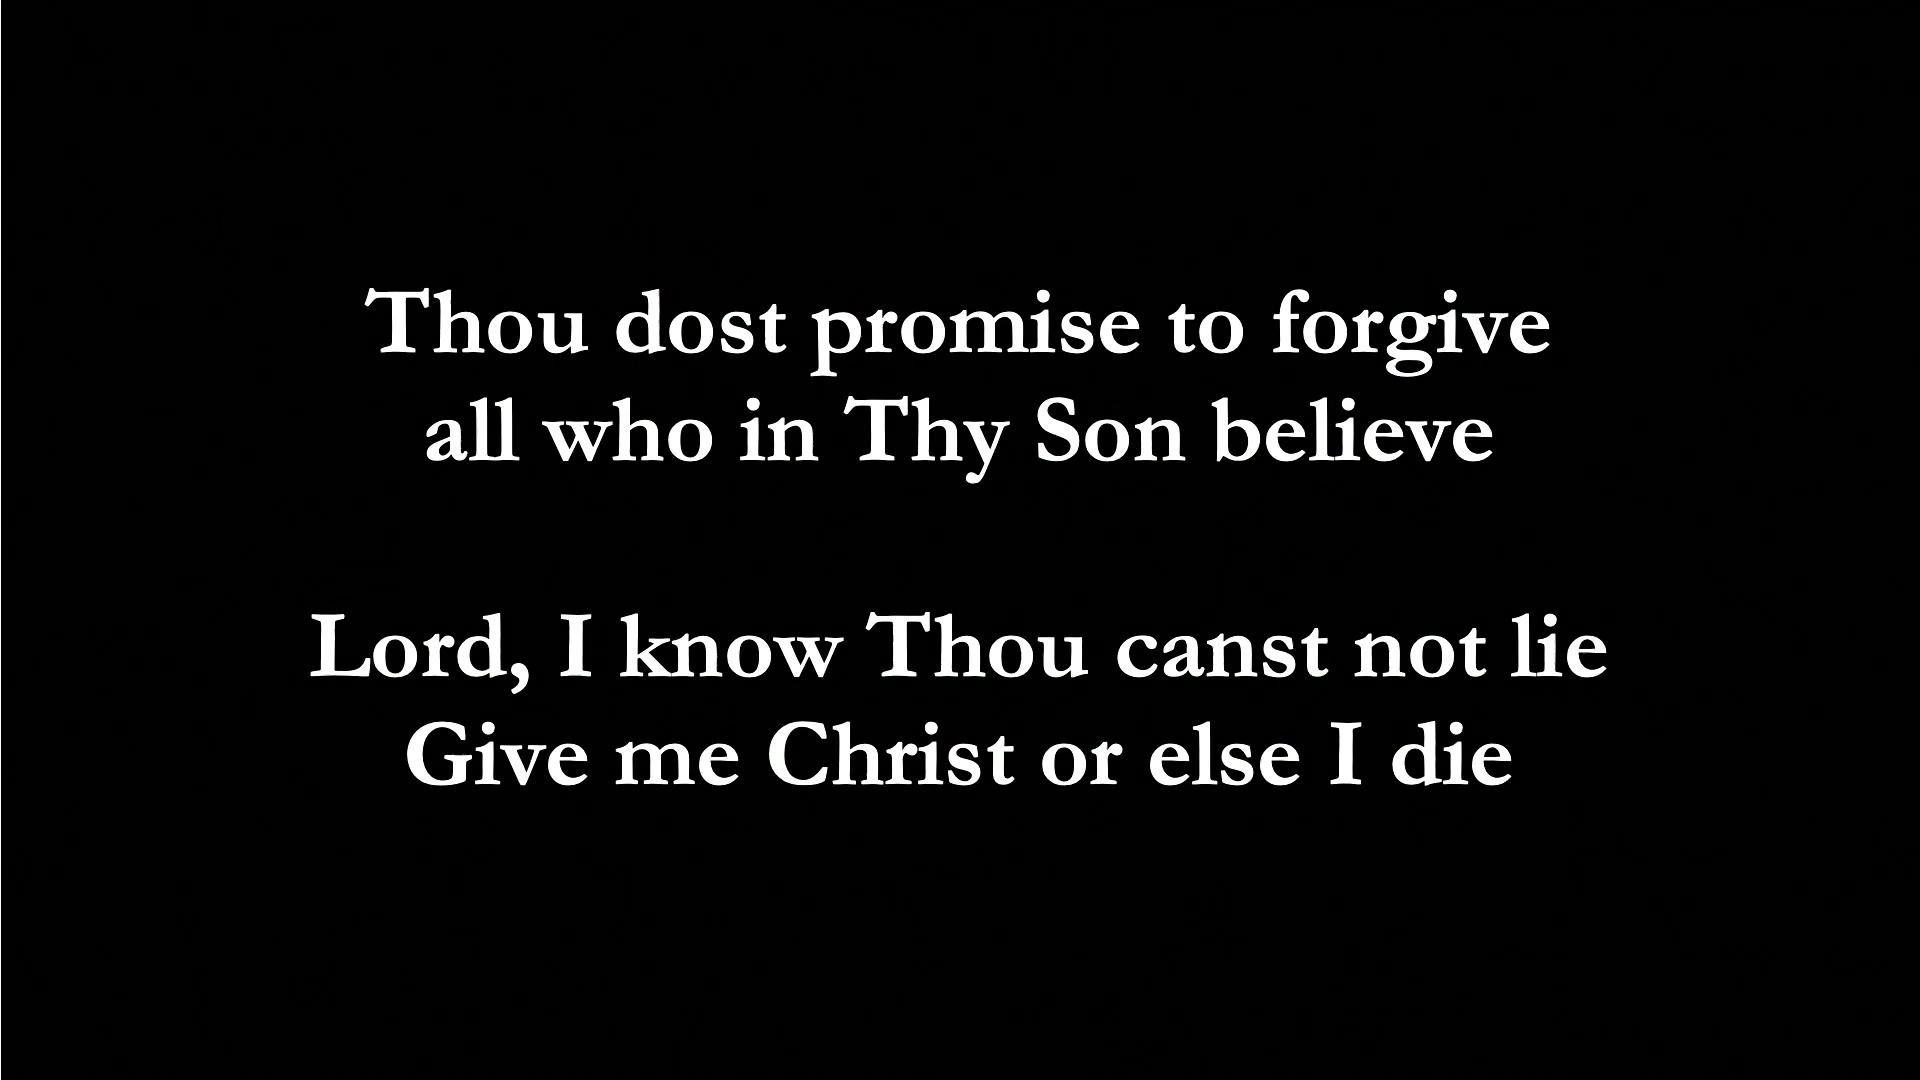 Thou dost promise to forgive
all who in Thy Son believe
Lord, I know Thou canst not lie
Give me Christ or else I die